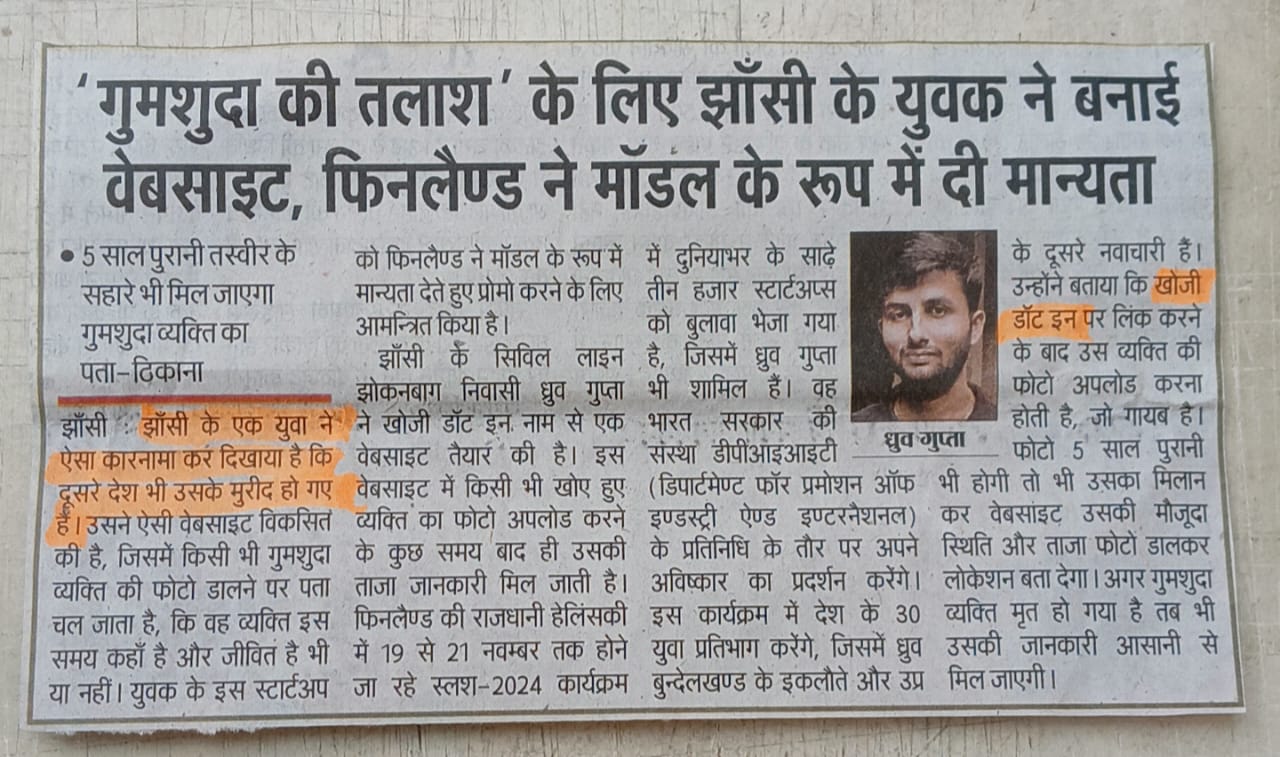 'गुमशुदा की तलाश' के लिए झाँसी के युवक ने बनाई
वेबसाइट, फिनलैण्ड ने मॉडल के रूप में दी मान्यता
• 5 साल पुरानी तस्वीर के
सहारे भी मिल जाएगा
गुमशुदा व्यक्ति का
पता-ठिकाना
झाँसी : झाँसी के एक युवा ने
ऐसा कारनामा कर दिखाया है कि
दूसरे देश भी उसके मुरीद हो गए
हैं। उसने ऐसी वेबसाइट विकसित
की है, जिसमें किसी भी गुमशुदा
व्यक्ति की फोटो डालने पर पता
चल जाता है, कि वह व्यक्ति इस
समय कहाँ है और जीवित है भी
या नहीं। युवक के इस स्टार्टअप
को फिनलैण्ड ने मॉडल के रूप में
मान्यता देते हुए प्रोमो करने के लिए
आमन्त्रित किया है।
झाँसी के सिविल लाइन
झोकनबाग निवासी ध्रुव गुप्ता
ने खोजी डॉट इन नाम से एक
वेबसाइट तैयार की है। इस
वेबसाइट में किसी भी खोए हुए
व्यक्ति का फोटो अपलोड करने
के कुछ समय बाद ही उसकी
ताजा जानकारी मिल जाती है।
फिनलैण्ड की राजधानी हेलिंसकी
में 19 से 21 नवम्बर तक होने
जा रहे स्लश-2024 कार्यक्रम
में दुनियाभर के साढ़े
तीन हजार स्टार्टअप्स
को बुलावा भेजा गया
है, जिसमें ध्रुव गुप्ता
भी शामिल हैं। वह
भारत सरकार की
संस्था डीपीआइआइटी
(डिपार्टमेण्ट फॉर प्रमोशन ऑफ
इण्डस्ट्री ऐण्ड इण्टरनैशनल)
के प्रतिनिधि के तौर पर अपने
अविष्कार का प्रदर्शन करेंगे।
इस कार्यक्रम में देश के 30
युवा प्रतिभाग करेंगे, जिसमें ध्रुव
बुन्देलखण्ड के इकलौते और उप्र
ध्रुव गुप्ता
के दूसरे नवाचारी हैं।
उन्होंने बताया कि खोजी
डॉट इन पर लिंक करने
के बाद उस व्यक्ति की
फोटो अपलोड करना
होती है, जो गायब है।
फोटो 5 साल पुरानी
भी होगी तो भी उसका मिलान
कर वेबसाइट उसकी मौजूदा
स्थिति और ताजा फोटो डालकर
लोकेशन बता देगा। अगर गुमशुदा
व्यक्ति मृत हो गया है तब भी
उसकी जानकारी आसानी से
मिल जाएगी।